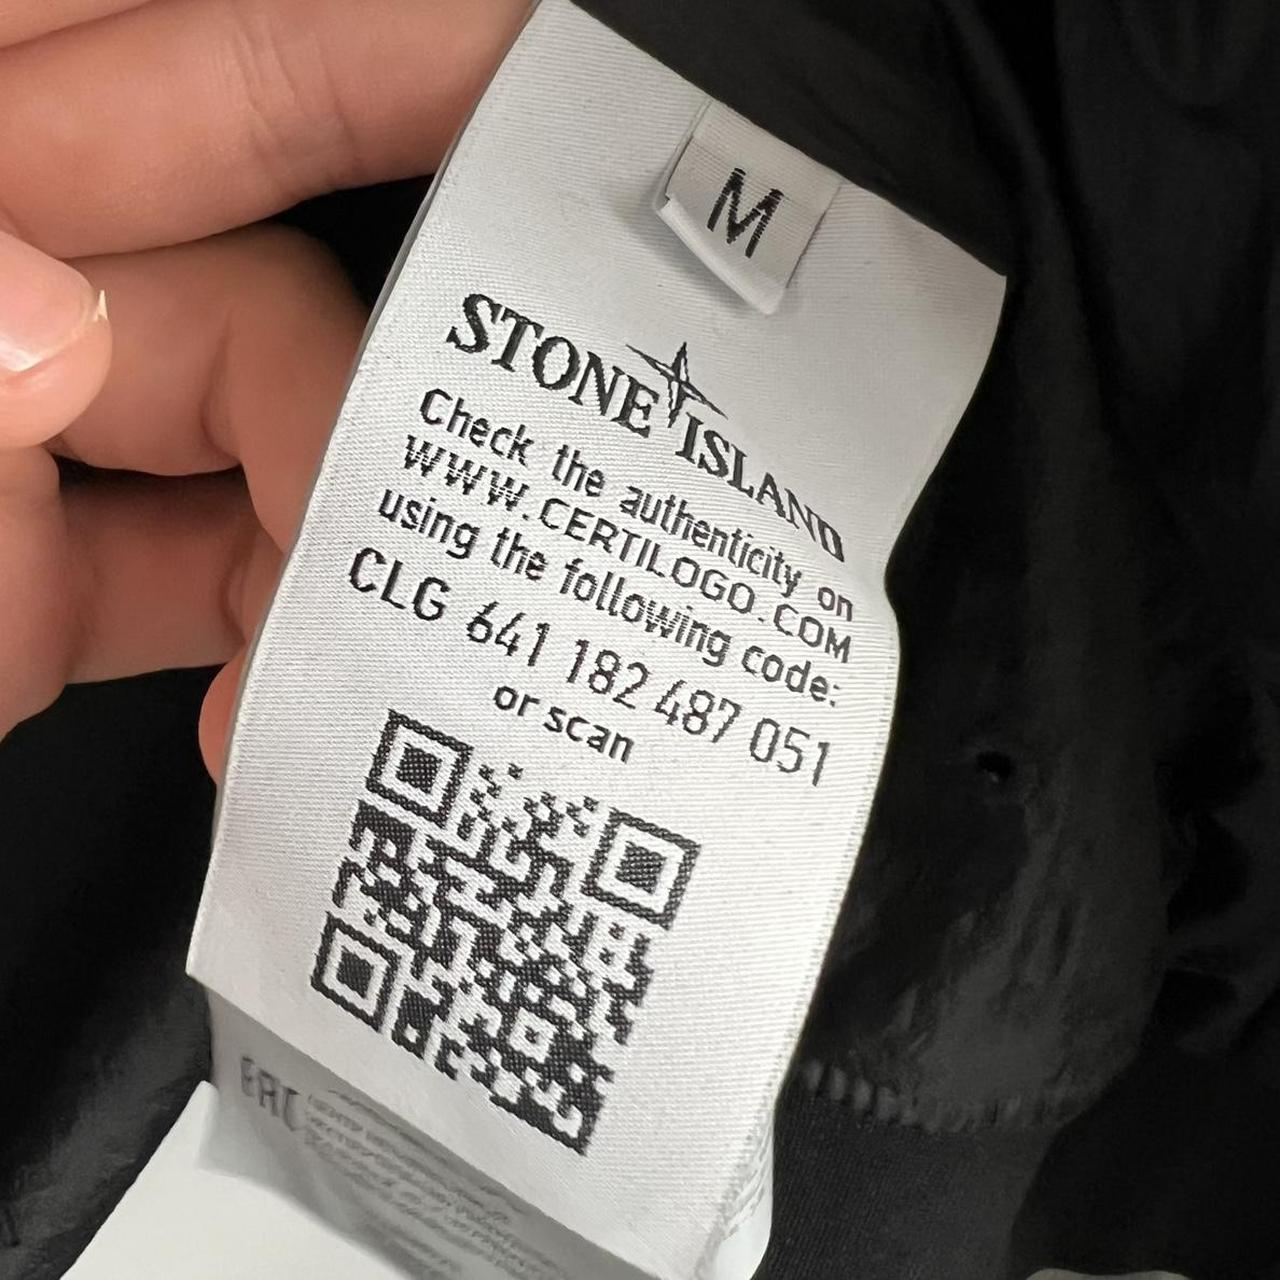 M
STONE ISLAND
Check the authenticity on
WWW.CERTILOGO.COM
using the following code:
CLG 641 182 487 051
or scan